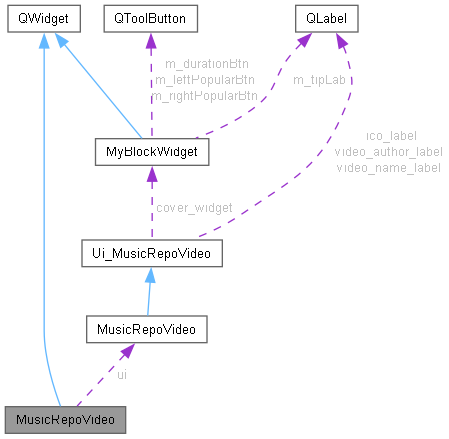 QWidget
QToolButton
QLabel
m_durationBtn
m_leftPopularBtn
m_rightPopularBtn
m_tipLab
MyBlockWidget
ico_label
video_author_label
video_name_label
cover_widget
Ui_MusicRepoVideo
MusicRepoVideo
ui
MusicRepoVideo